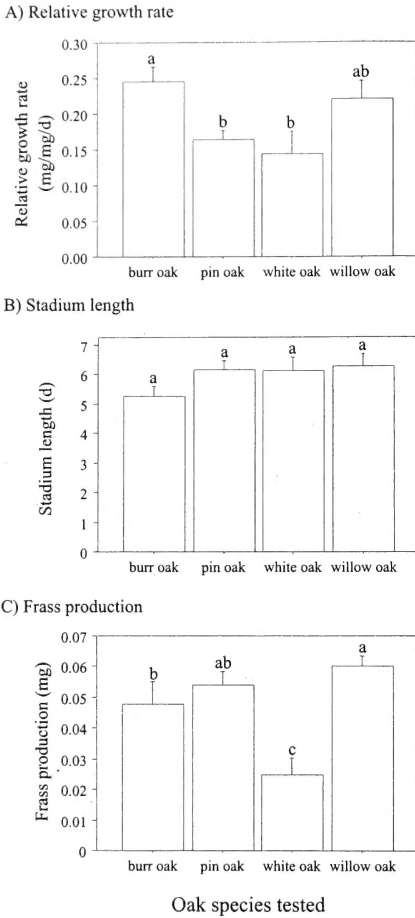 A) Relative growth rate
Relative growth rate
(mg/mg/d)
0.30
0.25
0.20
0.15
0.10
0.05
0.00
a
b
b
ab
burr oak pin oak white oak willow oak
B) Stadium length
Stadium length (d)
7
6
5
4
3
2
1
0
a
a
a
a
burr oak pin oak white oak willow oak
C) Frass production
Frass production (mg)
0.07
0.06
0.05
0.04
0.03
0.02
0.01
0
b
ab
c
a
burr oak pin oak white oak willow oak
Oak species tested